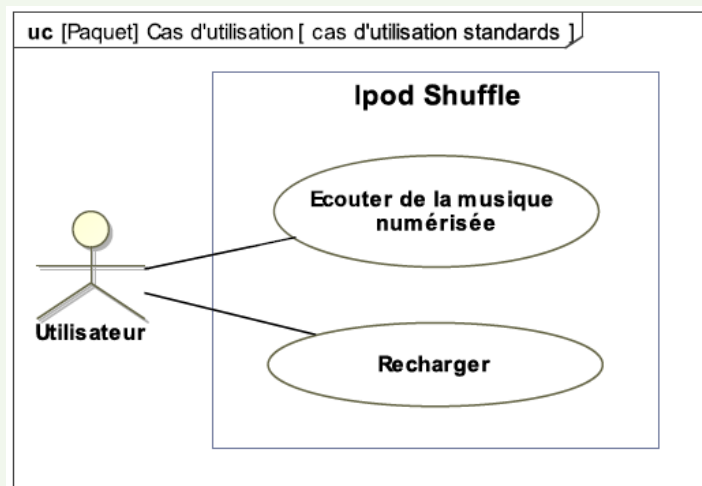 uc [Paquet] Cas d'utilisation [ cas d'utilisation standards ]
Ipod Shuffle
Ecouter de la musique
numérisée
Utilisateur
Recharger